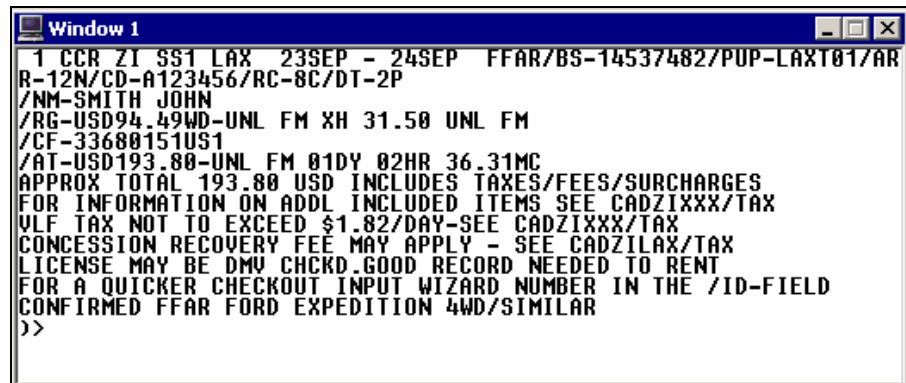 Window 1
1 CCR ZI SS1 LAX  23SEP - 24SEP  FFAR/BS-14537482/PUP-LAXT01/AR
R-12N/CD-A123456/RC-8C/DT-2P
/NM-SMITH JOHN
/RG-USD94.49WD-UNL FM XH 31.50 UNL FM
/CF-33680151US1
/AT-USD193.80-UNL FM 01DY 02HR 36.31MC
APPROX TOTAL 193.80 USD INCLUDES TAXES/FEES/SURCHARGES
FOR INFORMATION ON ADDL INCLUDED ITEMS SEE CADZIXXX/TAX
VLF TAX NOT TO EXCEED $1.82/DAY-SEE CADZIXXX/TAX
CONCESSION RECOVERY FEE MAY APPLY - SEE CADZILAX/TAX
LICENSE MAY BE DMV CHCKD.GOOD RECORD NEEDED TO RENT
FOR A QUICKER CHECKOUT INPUT WIZARD NUMBER IN THE /ID-FIELD
CONFIRMED FFAR FORD EXPEDITION 4WD/SIMILAR
)>